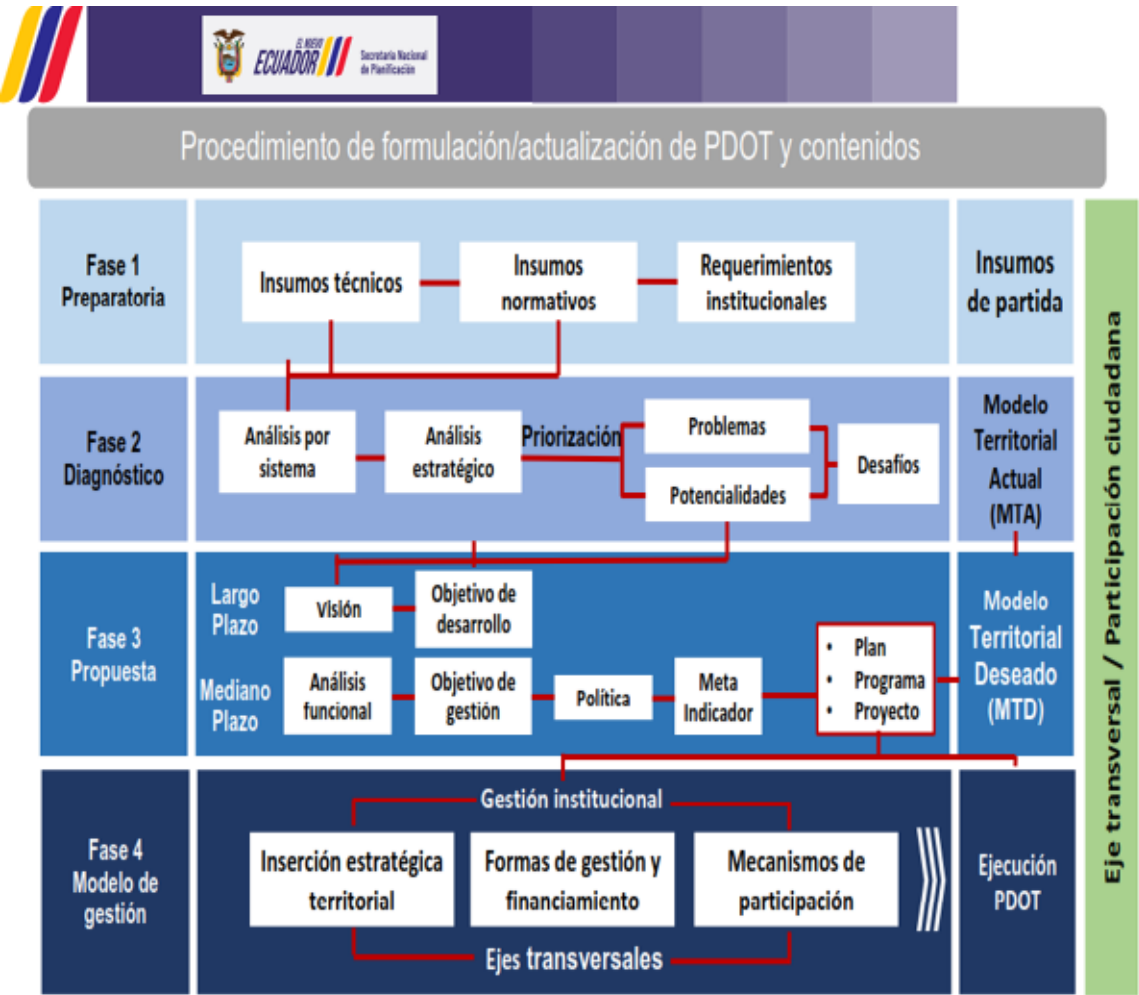 EL NUEVO
ECUADOR
Secretaría Nacional
de Planificación
Procedimiento de formulación/actualización de PDOT y contenidos
Fase 1
Preparatoria
Insumos técnicos
Insumos
normativos
Requerimientos
institucionales
Insumos
de partida
Fase 2
Diagnóstico
Análisis por
sistema
Análisis
estratégico
Priorización
Problemas
Potencialidades
Desafíos
Modelo
Territorial
Actual
(MTA)
Fase 3
Propuesta
Largo
Plazo
Visión
Objetivo de
desarrollo
Mediano
Plazo
Análisis
funcional
Objetivo de
gestión
Política
Meta
Indicador
• Plan
• Programa
• Proyecto
Modelo
Territorial
Deseado
(MTD)
Fase 4
Modelo de
gestión
Gestión institucional
Inserción estratégica
territorial
Formas de gestión y
financiamiento
Mecanismos de
participación
Ejes transversales
Ejecución
PDOT
Eje transversal / Participación ciudadana